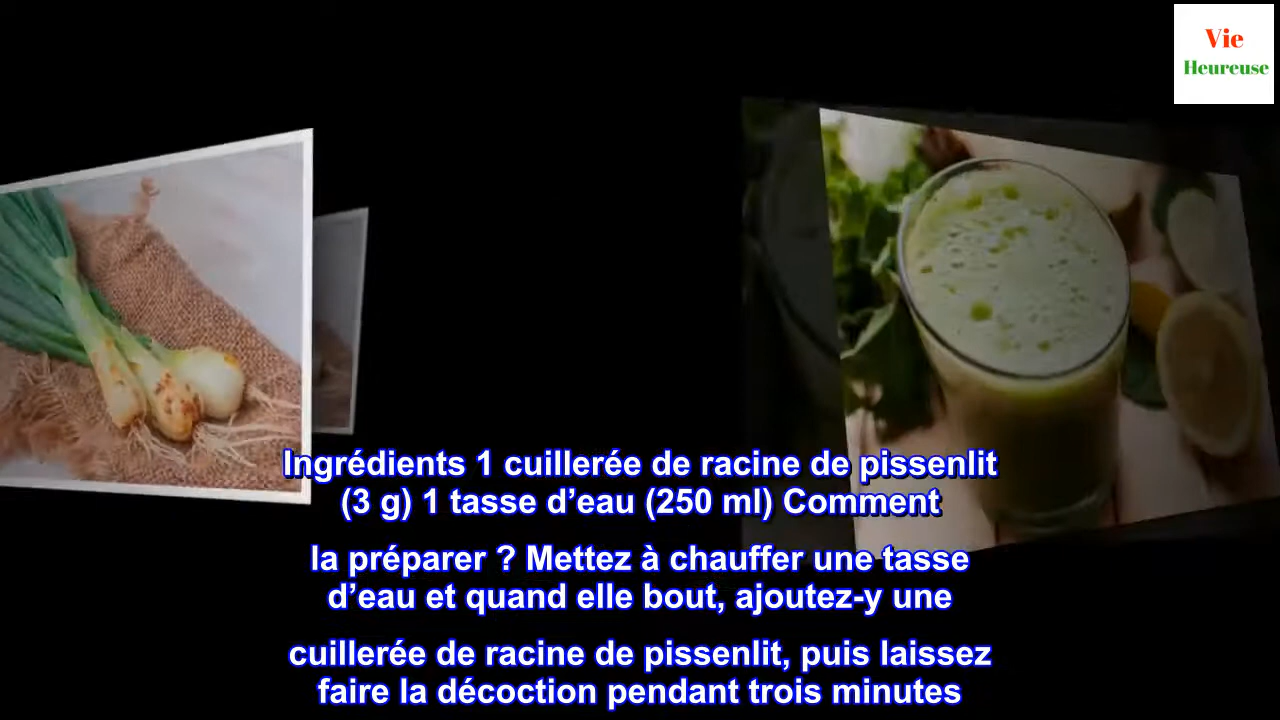 Vie
Heureuse
Ingrédients 1 cuillerée de racine de pissenlit
(3 g) 1 tasse d’eau (250 ml) Comment
la préparer ? Mettez à chauffer une tasse
d’eau et quand elle bout, ajoutez-y une
cuillerée de racine de pissenlit, puis laissez
faire la décoction pendant trois minutes